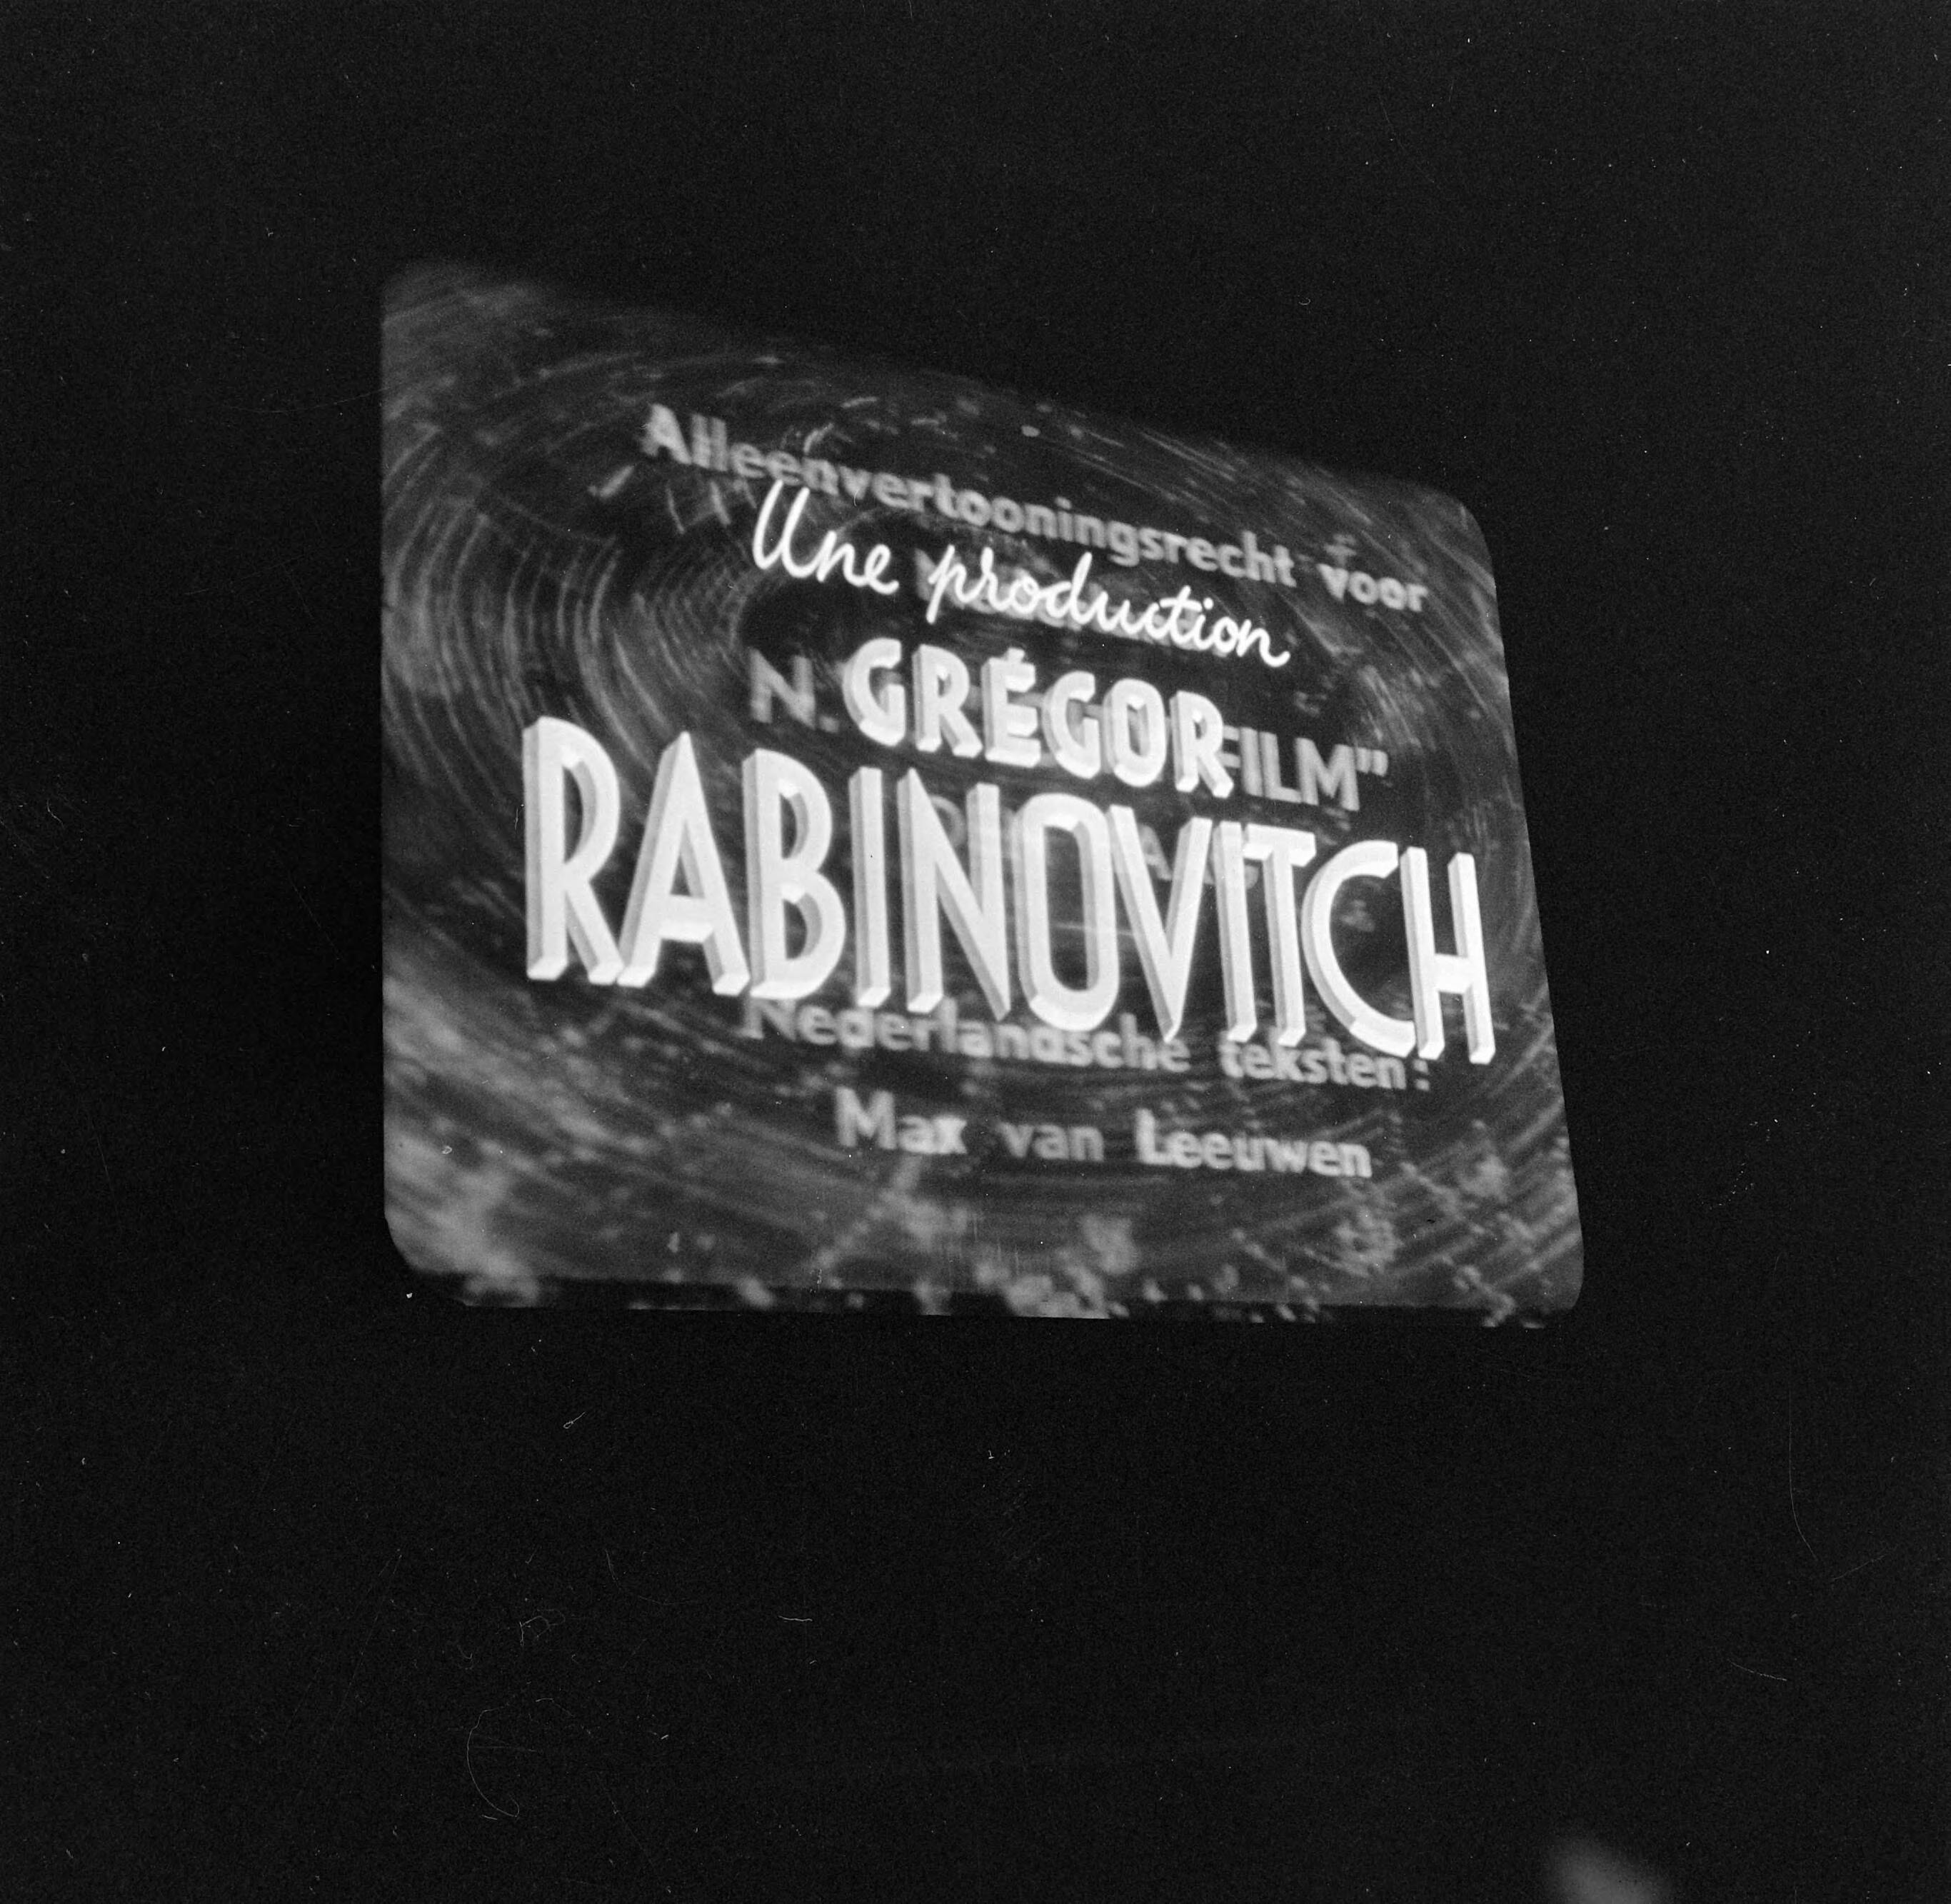 Alleenvertooningsrecht voor
Une production
N.
GRÉGOR
FILM"
RABINOVITCH
Nederlandsche teksten:
Max van Leeuwen